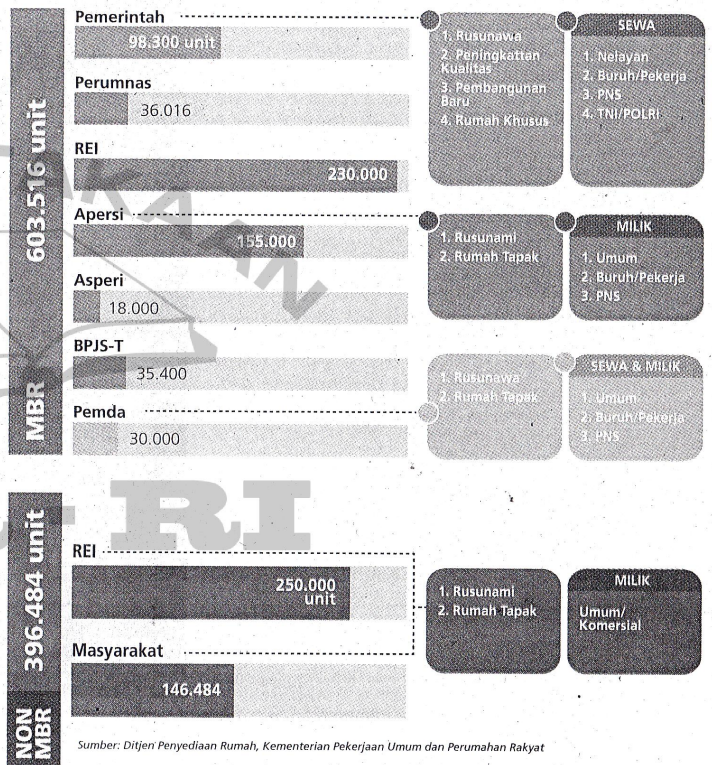 603.516 unit
MBR
Pemerintah
98.300 unit
Perumnas
36.016
REI
230.000
Apersi
155.000
Asperi
18.000
BPJS-T
35.400
Pemda
30.000
1. Rusunawa
2. Peningkattan
Kualitas
3. Pembangunan
Baru
4. Rumah Khusus
SEWA
1. Nelayan
2. Buruh/Pekerja
3. PNS
4. TNI/POLRI
1. Rusunami
2. Rumah Tapak
MILIK
1. Umum
2. Buruh/Pekerja
3. PNS
1. Rusunawa
2. Rumah Tapak
SEWA & MILIK
1. Umum
2. Buruh/Pekerja
3. PNS
396.484 unit
NON
MBR
REI
250.000
unit
Masyarakat
146.484
1. Rusunami
2. Rumah Tapak
MILIK
Umum/
Komersial
Sumber: Ditjen Penyediaan Rumah, Kementerian Pekerjaan Umum dan Perumahan Rakyat
AKAAN
- RI